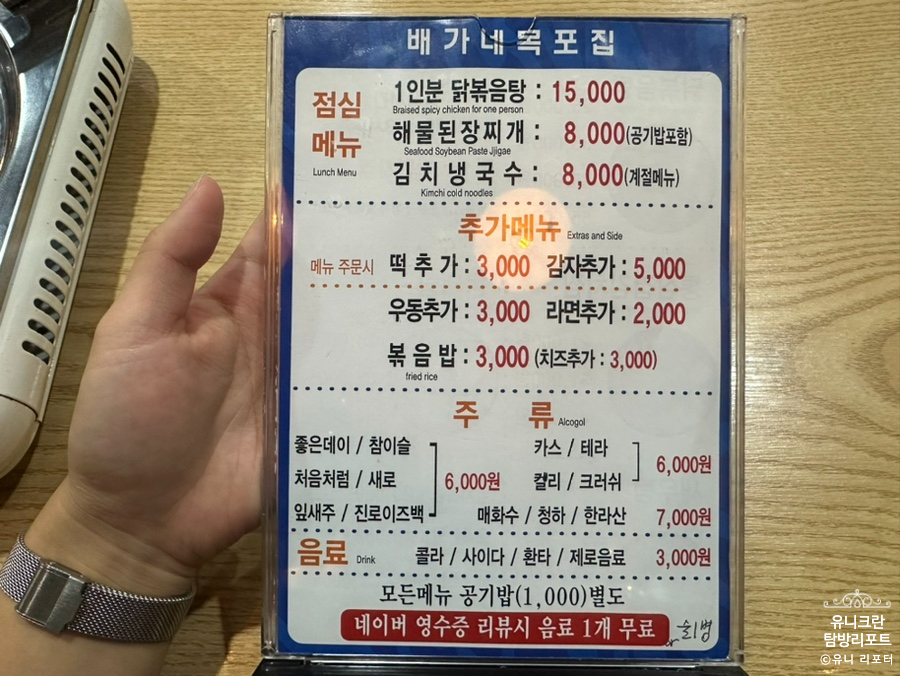 배가네목포집
점심
메뉴
Lunch Menu
1인분 닭볶음탕 : 15,000
Braised spicy chicken for one person
해물된장찌개 : 8,000(공기밥포함)
Seafood Soybean Paste Jjigae
김치냉국수 : 8,000(계절메뉴)
Kimchi cold noodles
추가메뉴 Extras and Side
메뉴 주문시 떡추가 : 3,000 감자추가 : 5,000
우동추가 : 3,000 라면추가 : 2,000
볶음밥 : 3,000 (치즈추가 : 3,000)
fried rice
주 류 Alcogol
좋은데이 / 참이슬
처음처럼 / 새로
잎새주 / 진로이즈백
6,000원
카스 / 테라
켈리 / 크러쉬
6,000원
매화수 / 청하 / 한라산 7,000원
음료 Drink 콜라 / 사이다 / 환타 / 제로음료 3,000원
모든메뉴 공기밥(1,000)별도
네이버 영수증 리뷰시 음료 1개 무료
유니크란
탐방리포트
©유니 리포터